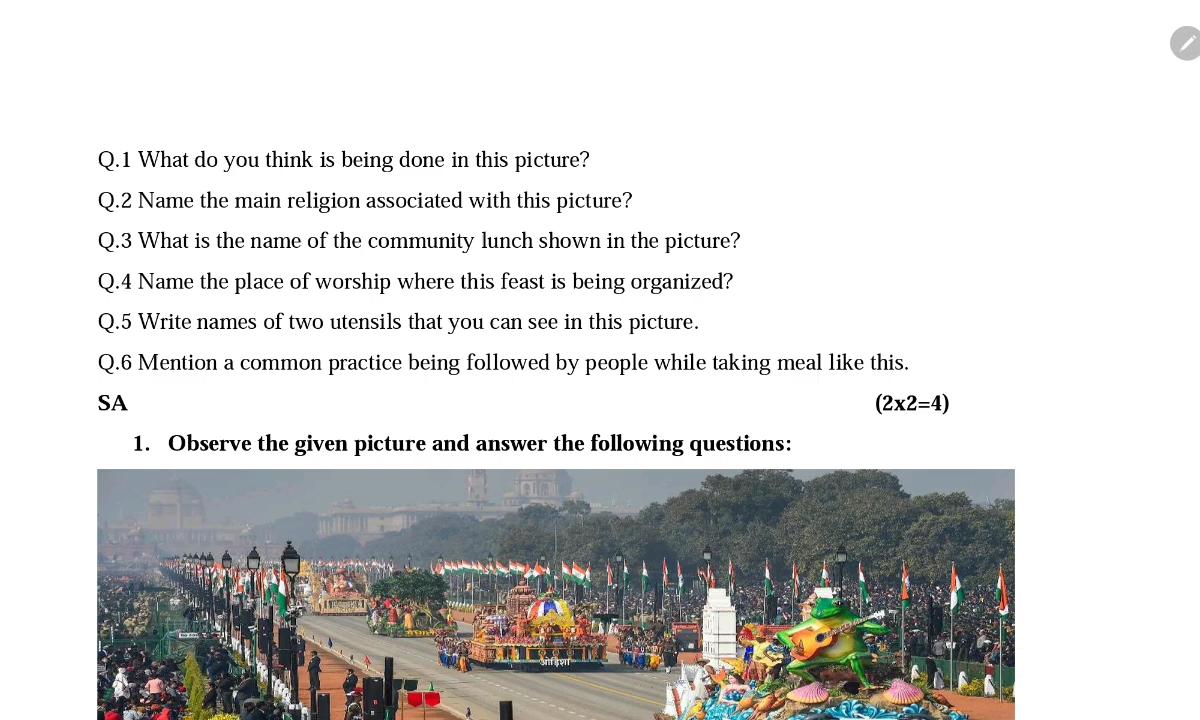 Q.1 What do you think is being done in this picture?
Q.2 Name the main religion associated with this picture?
Q.3 What is the name of the community lunch shown in the picture?
Q.4 Name the place of worship where this feast is being organized?
Q.5 Write names of two utensils that you can see in this picture.
Q.6 Mention a common practice being followed by people while taking meal like this.
SA (2x2=4)
1. Observe the given picture and answer the following questions:
ओड़िशा